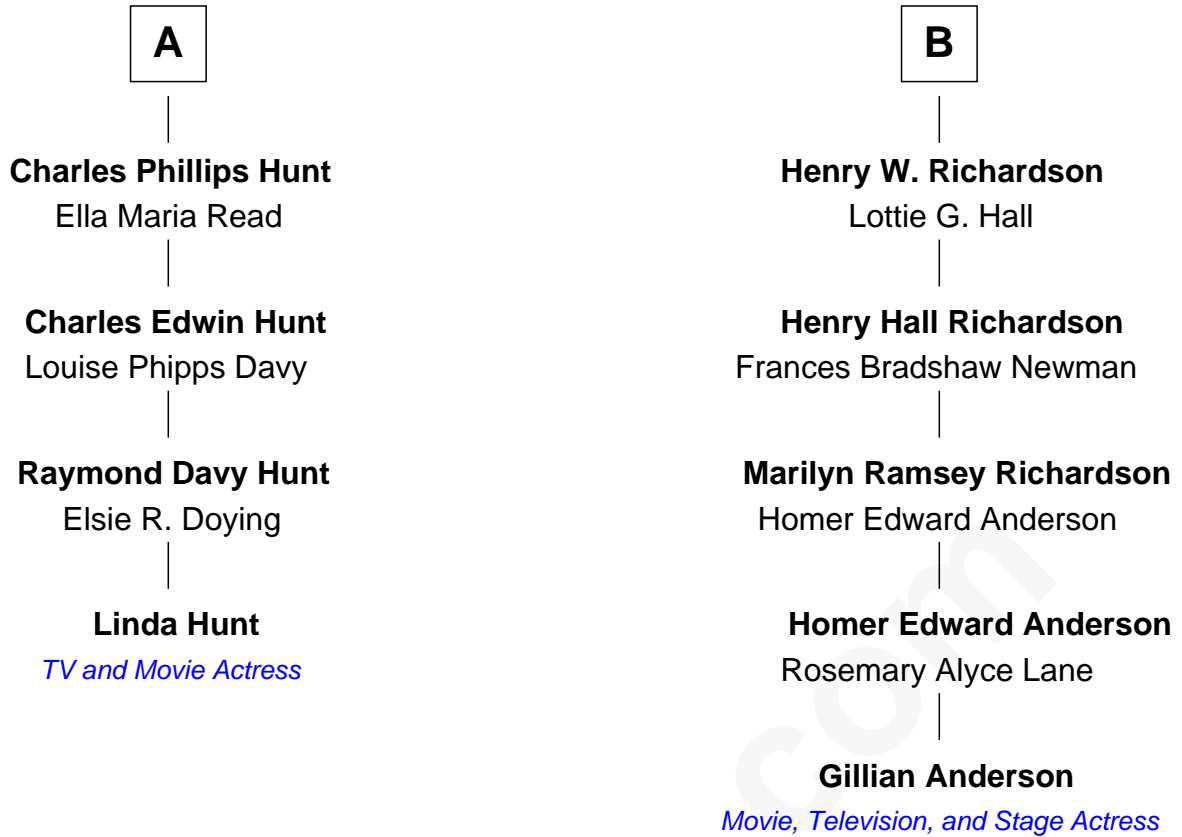 A
Charles Phillips Hunt
Ella Maria Read
Charles Edwin Hunt
Louise Phipps Davy
Raymond Davy Hunt
Elsie R. Doying
Linda Hunt
TV and Movie Actress
B
Henry W. Richardson
Lottie G. Hall
Henry Hall Richardson
Frances Bradshaw Newman
Marilyn Ramsey Richardson
Homer Edward Anderson
Homer Edward Anderson
Rosemary Alyce Lane
Gillian Anderson
Movie, Television, and Stage Actress
com